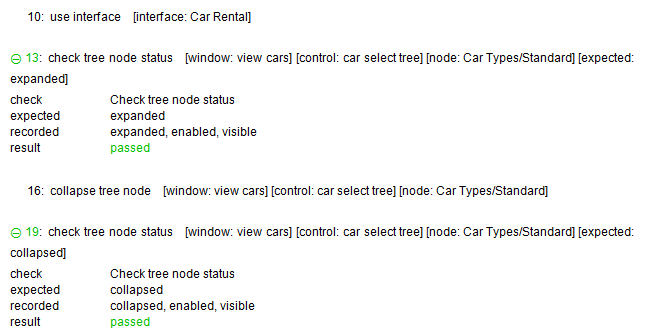 10: use interface [interface: Car Rental]
13: check tree node status [window: view cars] [control: car select tree] [node: Car Types/Standard] [expected:
expanded]
check Check tree node status
expected expanded
recorded expanded, enabled, visible
result passed
16: collapse tree node [window: view cars] [control: car select tree] [node: Car Types/Standard]
19: check tree node status [window: view cars] [control: car select tree] [node: Car Types/Standard] [expected:
collapsed]
check Check tree node status
expected collapsed
recorded collapsed, enabled, visible
result passed